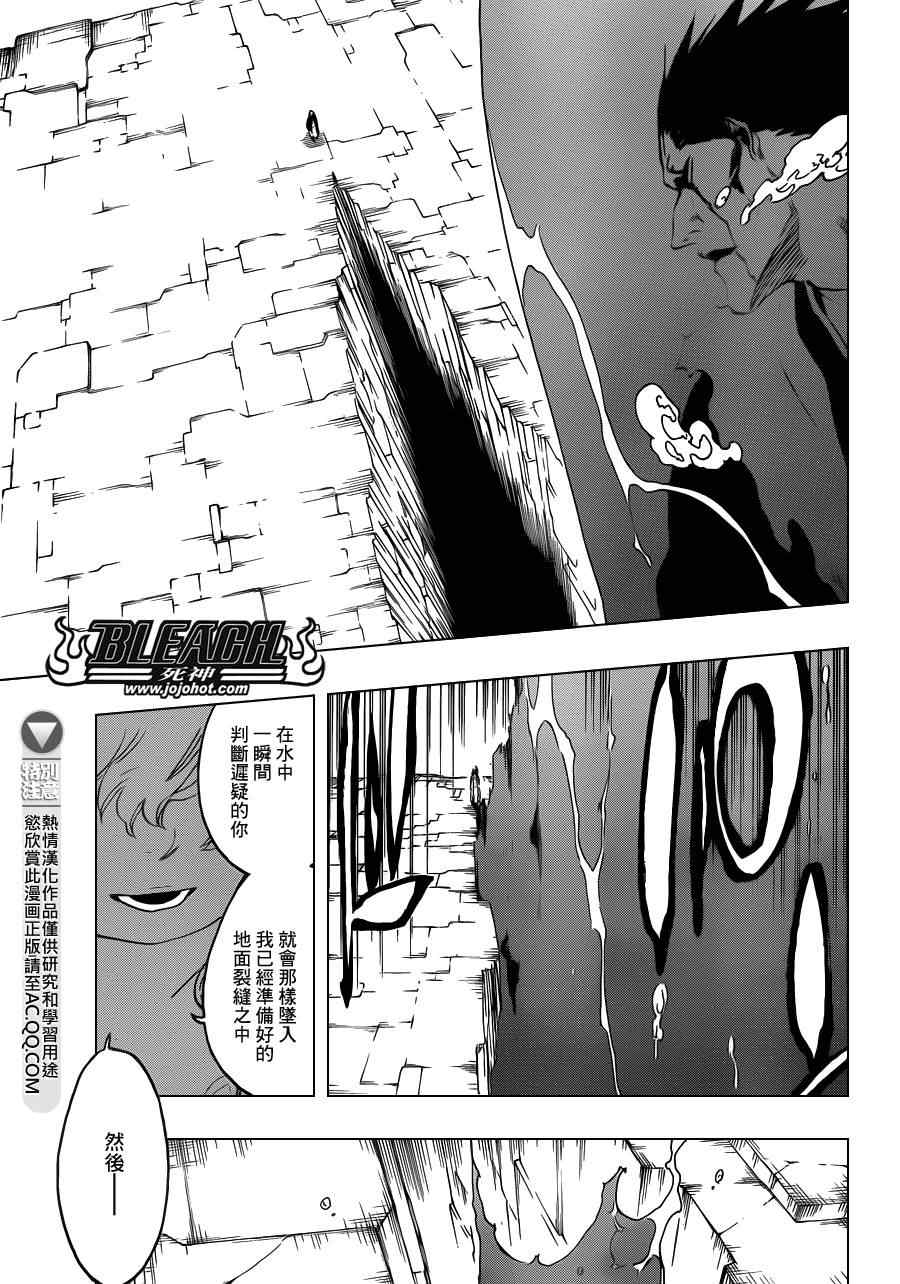 BLEACH
死神
www.jojohot.com
在水中
一瞬間
判斷遲疑的你
就會那樣墜入
我已經準備好的
地面裂縫之中
然後——
特別
注意
熱情漢化作品僅供研究和學習用途
慾欣賞此漫画正版請至AC.QQ.COM